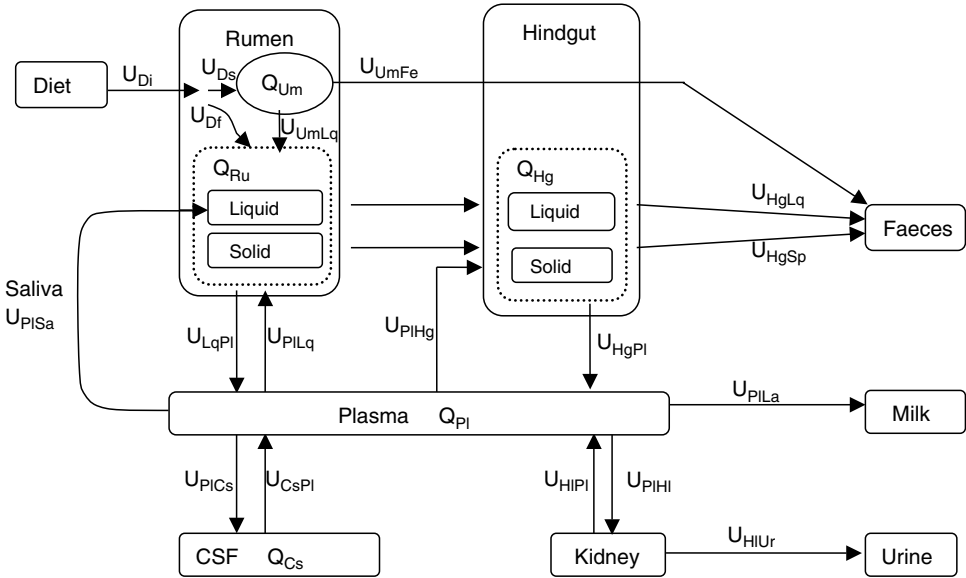 Rumen
Hindgut
Diet
U_Di
U_Ds
Q_Um
U_UmFe
U_Df
U_UmLq
Q_Ru
Liquid
Solid
Q_Hg
Liquid
Solid
U_HgLq
U_HgSp
Faeces
Saliva
U_PlSa
U_LqPl
U_PlLq
U_PlHg
U_HgPl
U_PlLa
Plasma Q_Pl
Milk
U_PlCs
U_CsPl
U_HlPl
U_PlHl
CSF Q_Cs
Kidney
U_HlUr
Urine